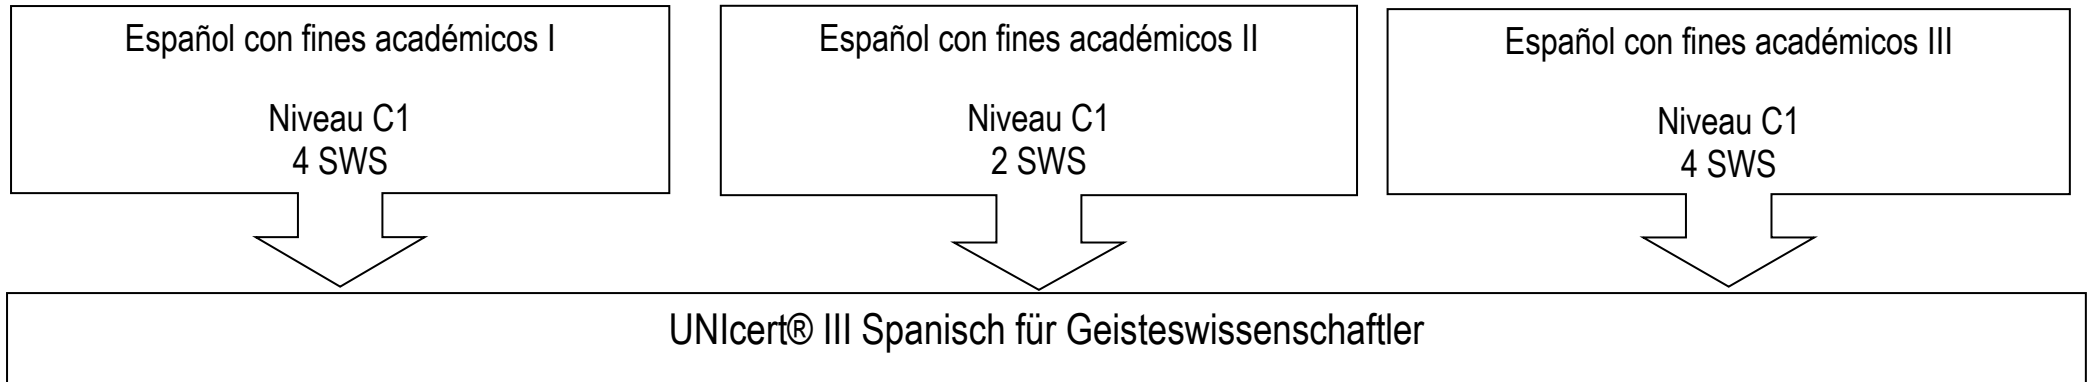 Español con fines académicos I
Niveau C1
4 SWS
Español con fines académicos II
Niveau C1
2 SWS
Español con fines académicos III
Niveau C1
4 SWS
UNIcert® III Spanisch für Geisteswissenschaftler